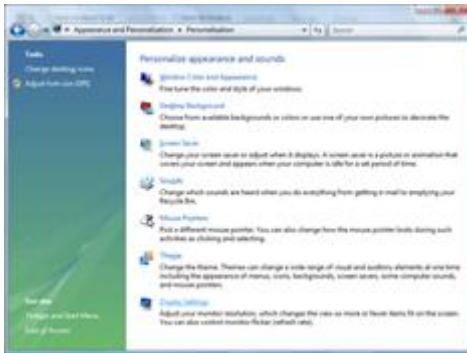 Appearance and Personalization ▸ Personalization
Tasks
Change desktop icons
Adjust font size (DPI)
See also
Taskbar and Start Menu
Ease of Access
Personalize appearance and sounds
Window Color and Appearance
Fine tune the color and style of your windows.
Desktop Background
Choose from available backgrounds or colors or use one of your own pictures to decorate the
desktop.
Screen Saver
Change your screen saver or adjust when it displays. A screen saver is a picture or animation that
covers your screen and appears when your computer is idle for a set period of time.
Sounds
Change which sounds are heard when you do everything from getting e-mail to emptying your
Recycle Bin.
Mouse Pointers
Pick a different mouse pointer. You can also change how the mouse pointer looks during such
activities as clicking and selecting.
Theme
Change the theme. Themes can change a wide range of visual and auditory elements at one time
including the appearance of menus, icons, backgrounds, screen savers, some computer sounds,
and mouse pointers.
Display Settings
Adjust your monitor resolution, which changes the view so more or fewer items fit on the screen.
You can also control monitor flicker (refresh rate).